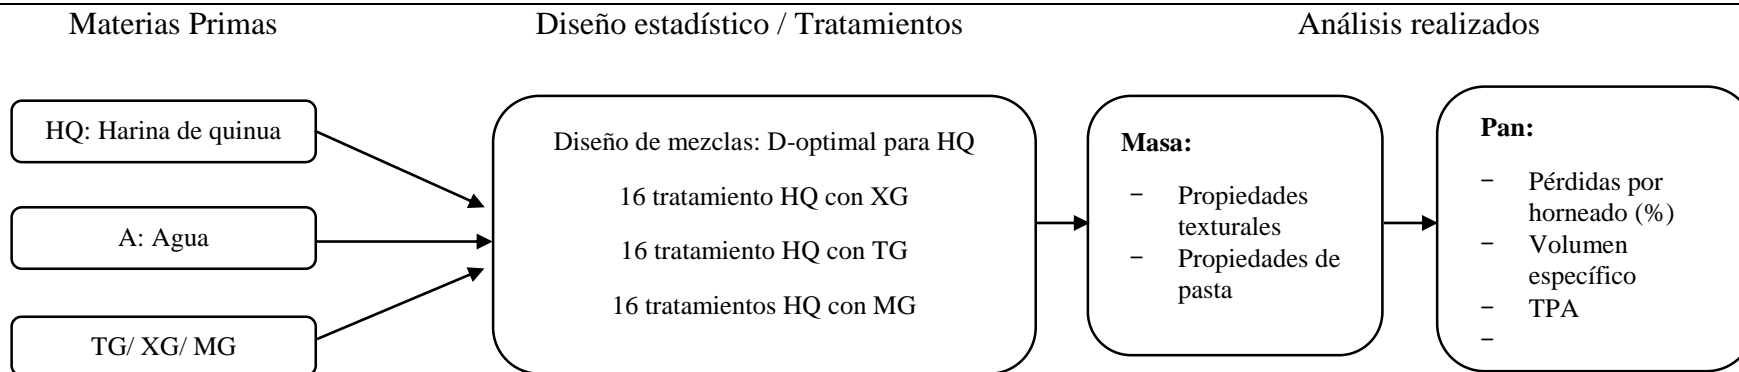 Materias Primas
Diseño estadístico / Tratamientos
Análisis realizados
HQ: Harina de quinua
A: Agua
TG/ XG/ MG
Diseño de mezclas: D-optimal para HQ
16 tratamiento HQ con XG
16 tratamiento HQ con TG
16 tratamientos HQ con MG
Masa:
− Propiedades
texturales
− Propiedades de
pasta
Pan:
− Pérdidas por
horneado (%)
− Volumen
específico
− TPA
−